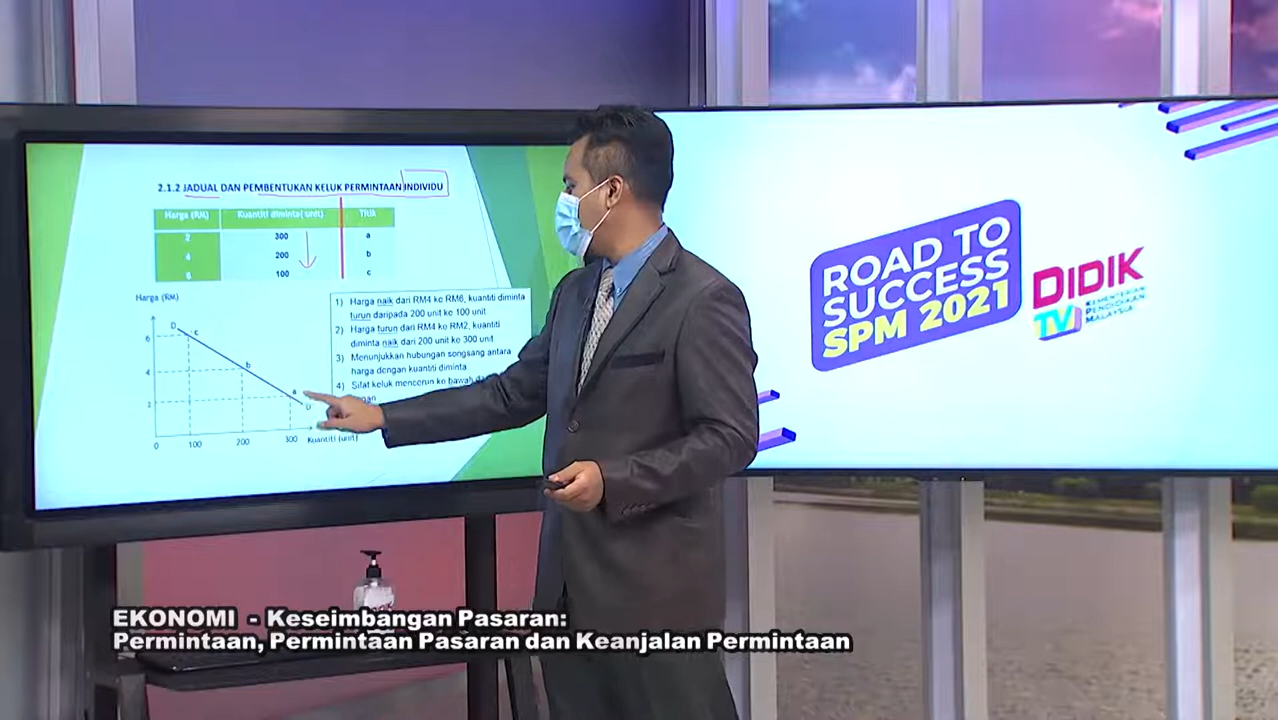 2.1.2 JADUAL DAN PEMBENTUKAN KELUK PERMINTAAN INDIVIDU
Harga (RM) Kuantiti diminta( unit) Titik
2 300 a
4 200 b
6 100 c
Harga (RM)
D
c
6
b
4
a
2
D
0 100 200 300 Kuantiti (unit)
1) Harga naik dari RM4 ke RM6, kuantiti diminta
turun daripada 200 unit ke 100 unit
2) Harga turun dari RM4 ke RM2, kuantiti
diminta naik dari 200 unit ke 300 unit
3) Menunjukkan hubungan songsang antara
harga dengan kuantiti diminta
4) Sifat keluk mencerun ke bawah
ROAD TO
SUCCESS
SPM 2021
DIDIK
TV
KEMENTERIAN
PENDIDIKAN
MALAYSIA
EKONOMI - Keseimbangan Pasaran:
Permintaan, Permintaan Pasaran dan Keanjalan Permintaan